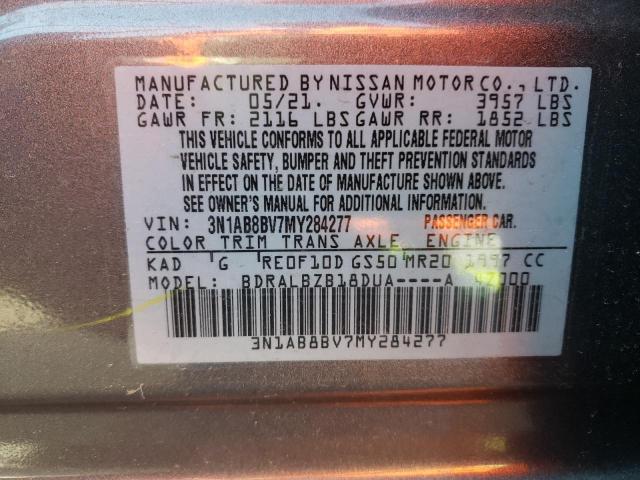 MANUFACTURED BY NISSAN MOTOR CO., LTD.
DATE: 05/21. GVWR: 3957 LBS
GAWR FR: 2116 LBS GAWR RR: 1852 LBS
THIS VEHICLE CONFORMS TO ALL APPLICABLE FEDERAL MOTOR
VEHICLE SAFETY, BUMPER AND THEFT PREVENTION STANDARDS
IN EFFECT ON THE DATE OF MANUFACTURE SHOWN ABOVE.
SEE OWNER'S MANUAL FOR ADDITIONAL INFORMATION.
VIN: 3N1AB8BV7MY284277 PASSENGER CAR.
COLOR TRIM TRANS AXLE ENGINE
KAD G RE0F10D GS50 MR20 1997 CC
MODEL: BDRALBZB18DUA----A
3N1AB8BV7MY284277